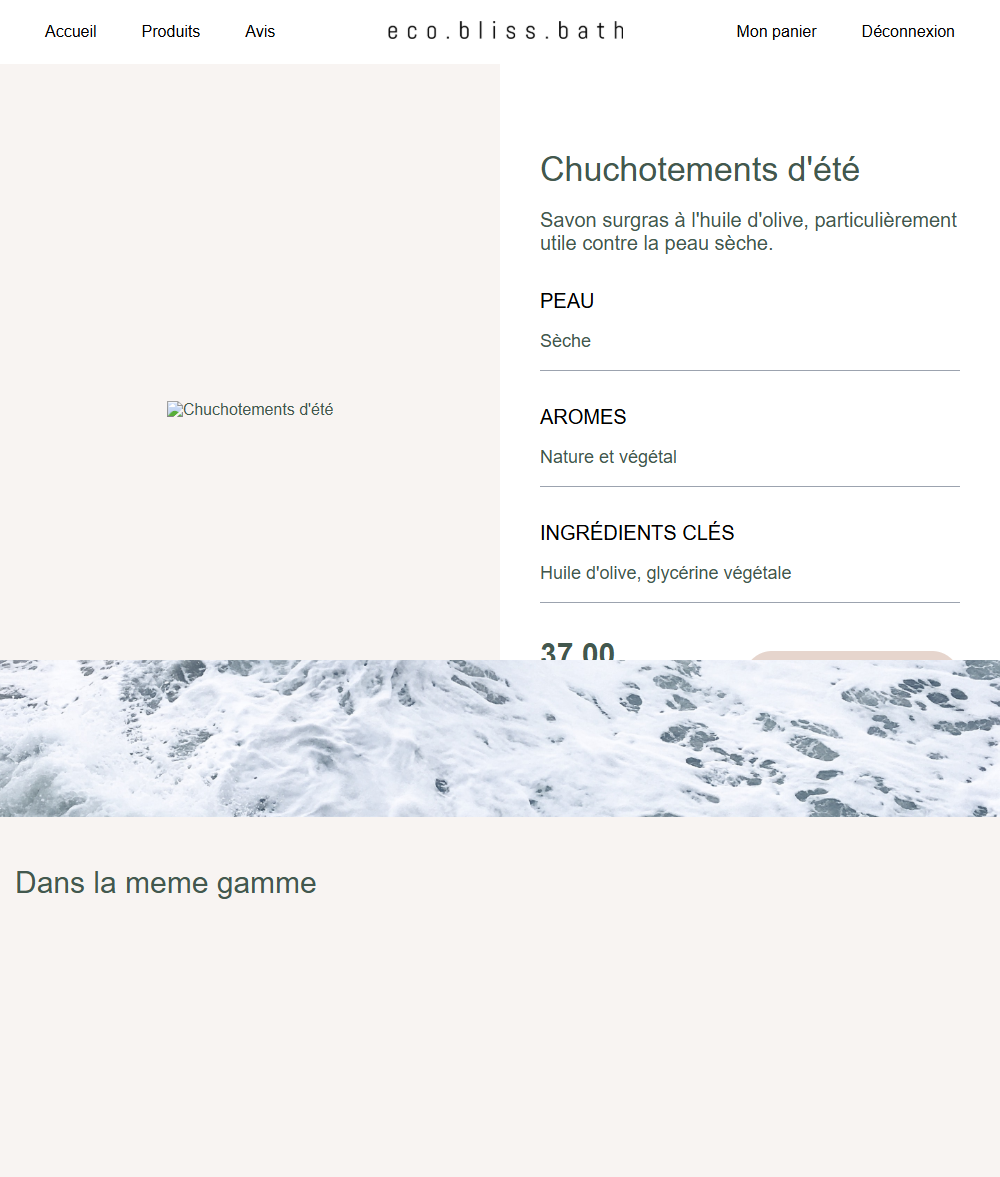 Accueil
Produits
Avis
eco.bliss.bath
Mon panier
Déconnexion
Chuchotements d'été
Chuchotements d'été
Savon surgras à l'huile d'olive, particulièrement
utile contre la peau sèche.
PEAU
Sèche
AROMES
Nature et végétal
INGRÉDIENTS CLÉS
Huile d'olive, glycérine végétale
37,00
Dans la meme gamme